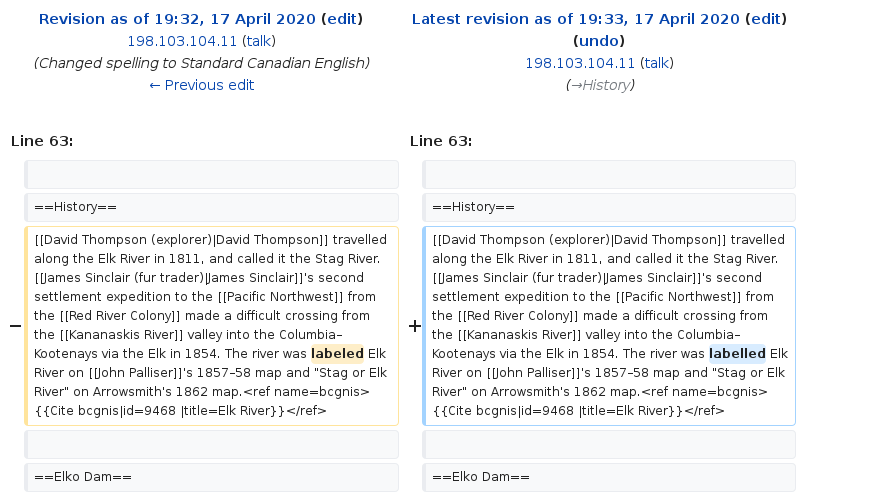 Revision as of 19:32, 17 April 2020 (edit)
198.103.104.11 (talk)
(Changed spelling to Standard Canadian English)
← Previous edit
Latest revision as of 19:33, 17 April 2020 (edit)
(undo)
198.103.104.11 (talk)
(→History)
Line 63:
Line 63:
==History==
==History==
−
[[David Thompson (explorer)|David Thompson]] travelled
along the Elk River in 1811, and called it the Stag River.
[[James Sinclair (fur trader)|James Sinclair]]'s second
settlement expedition to the [[Pacific Northwest]] from
the [[Red River Colony]] made a difficult crossing from
the [[Kananaskis River]] valley into the Columbia–
Kootenays via the Elk in 1854. The river was labeled Elk
River on [[John Palliser]]'s 1857–58 map and "Stag or Elk
River" on Arrowsmith's 1862 map.<ref name=bcgnis>
{{Cite bcgnis|id=9468 |title=Elk River}}</ref>
+
[[David Thompson (explorer)|David Thompson]] travelled
along the Elk River in 1811, and called it the Stag River.
[[James Sinclair (fur trader)|James Sinclair]]'s second
settlement expedition to the [[Pacific Northwest]] from
the [[Red River Colony]] made a difficult crossing from
the [[Kananaskis River]] valley into the Columbia–
Kootenays via the Elk in 1854. The river was labelled Elk
River on [[John Palliser]]'s 1857–58 map and "Stag or Elk
River" on Arrowsmith's 1862 map.<ref name=bcgnis>
{{Cite bcgnis|id=9468 |title=Elk River}}</ref>
==Elko Dam==
==Elko Dam==